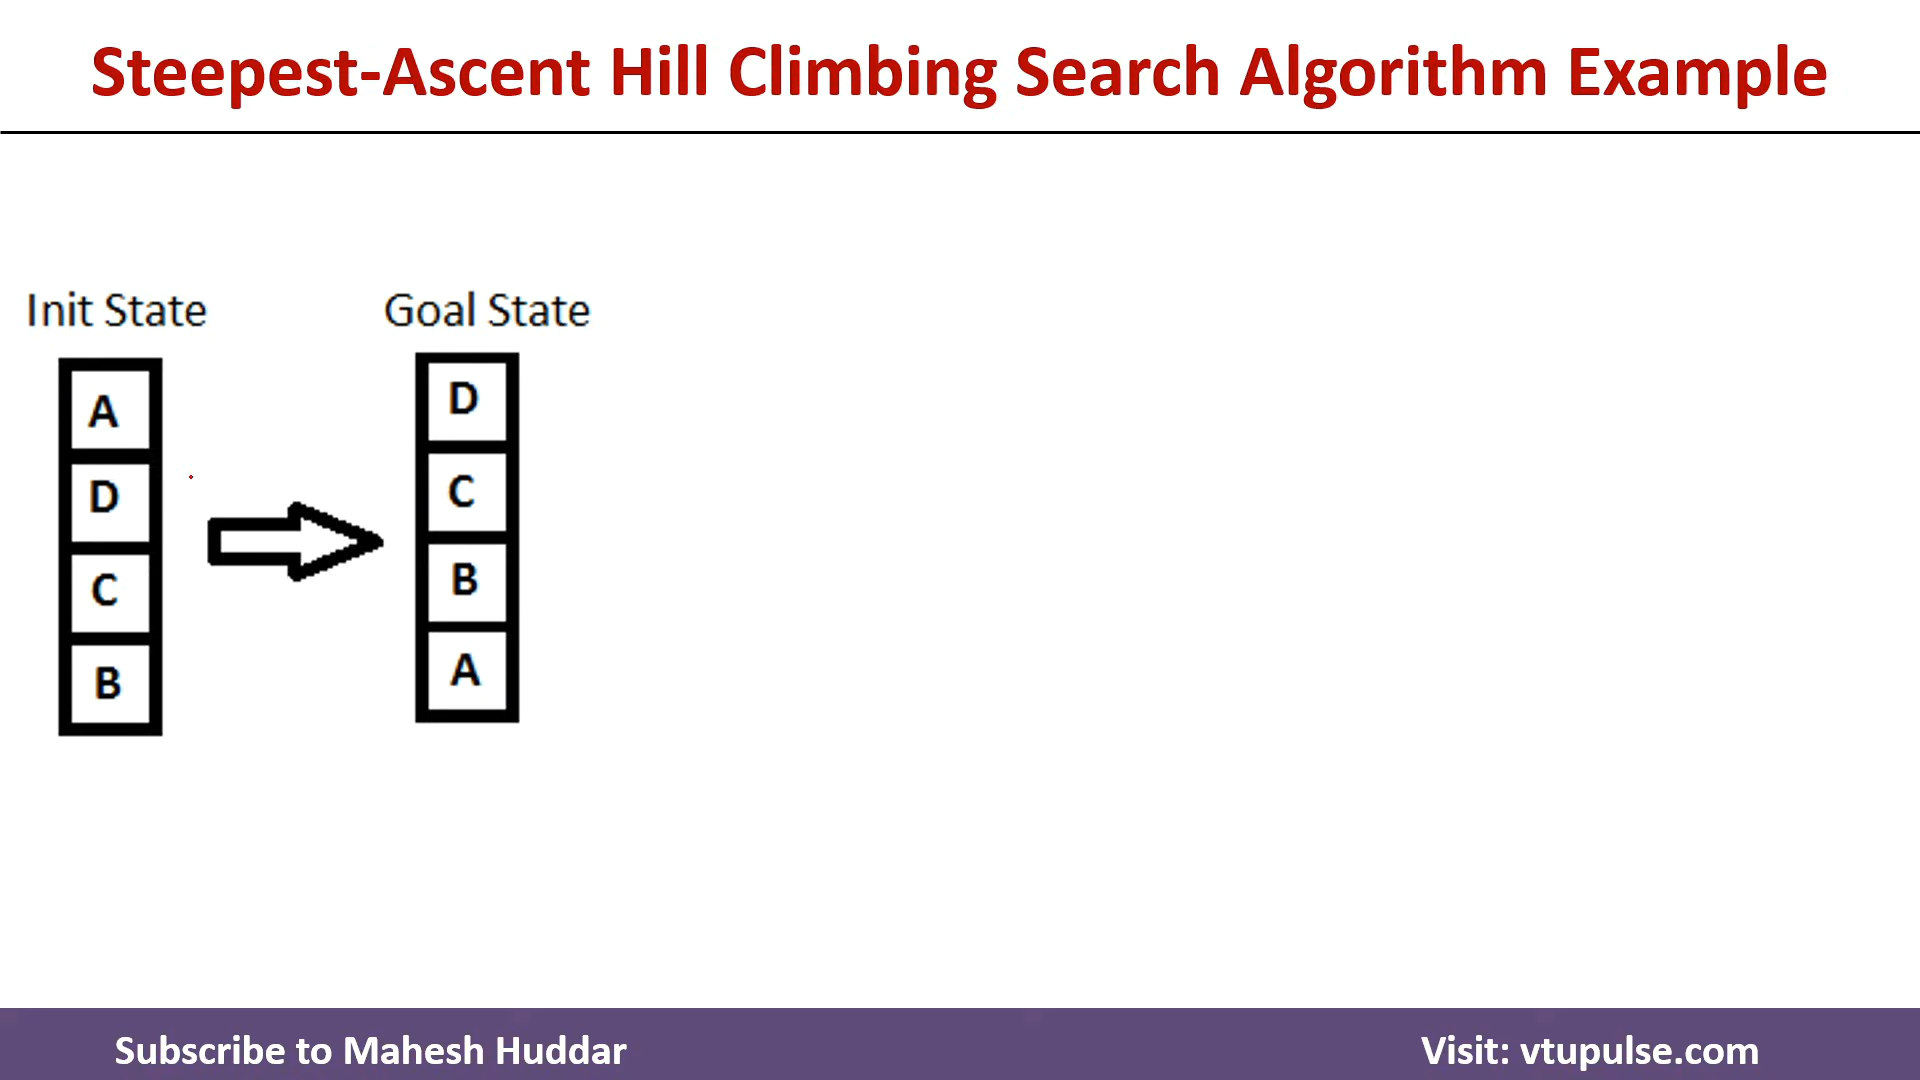 Steepest-Ascent Hill Climbing Search Algorithm Example
Init State
A
D
C
B
Goal State
D
C
B
A
Subscribe to Mahesh Huddar
Visit: vtupulse.com